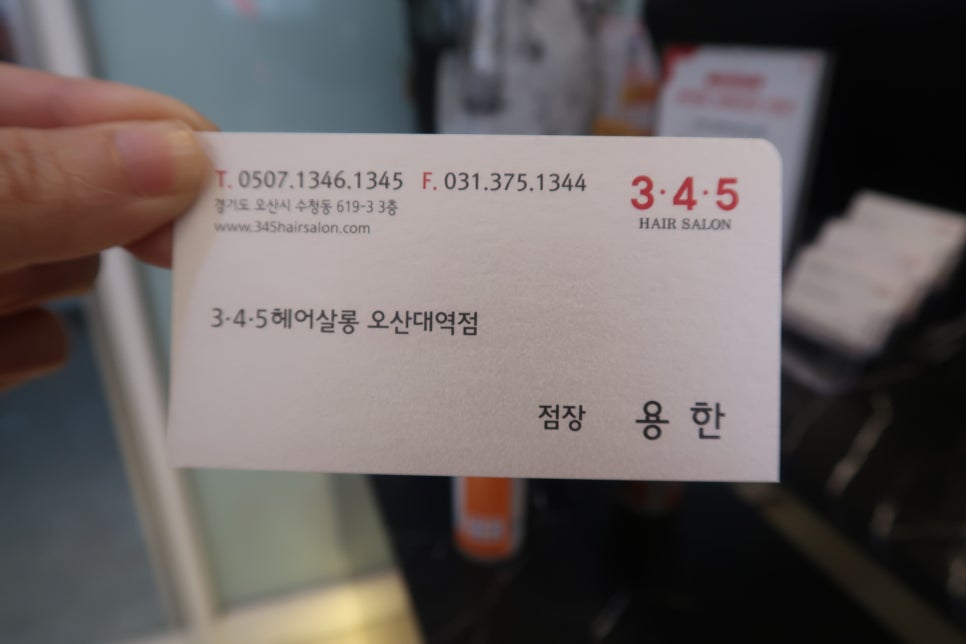 T. 0507.1346.1345 F. 031.375.1344
경기도 오산시 수청동 619-3 3층
www.345hairsalon.com
3·4·5
HAIR SALON
3·4·5헤어살롱 오산대역점
점장 용 한